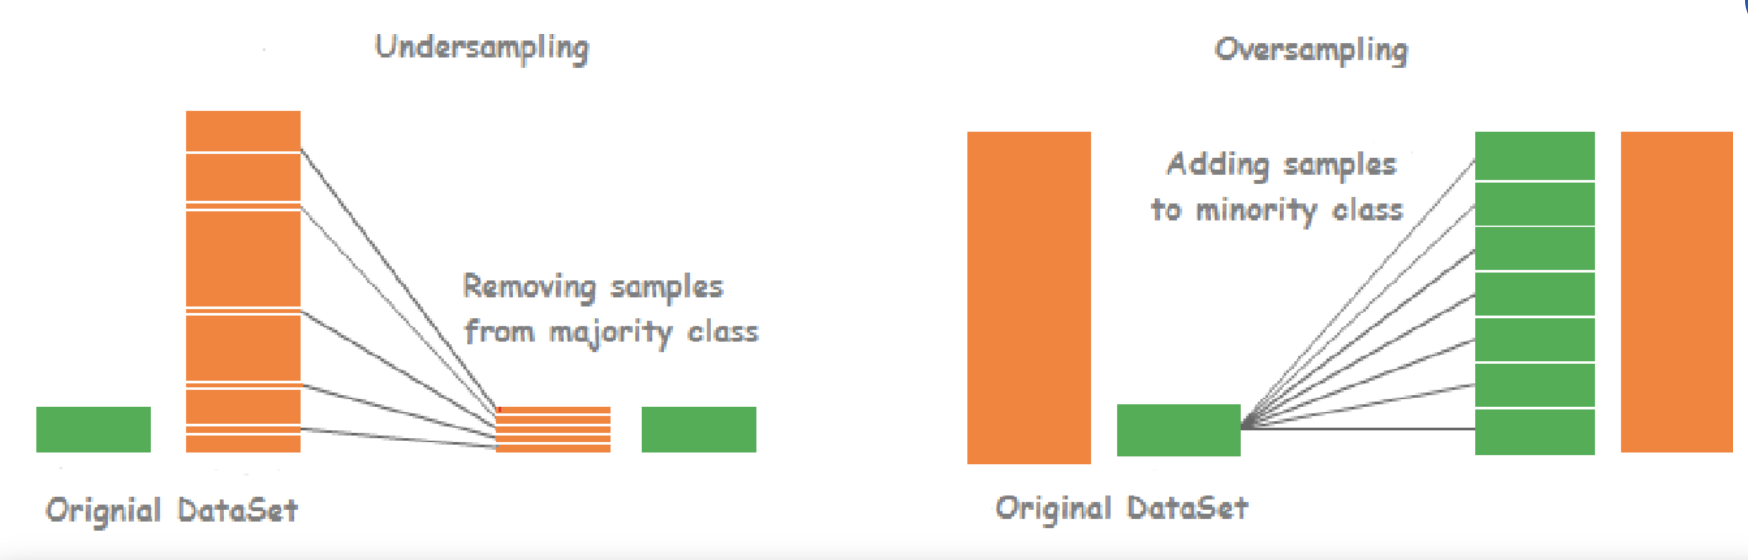 Undersampling
Removing samples
from majority class
Orignial DataSet
Oversampling
Adding samples
to minority class
Original DataSet